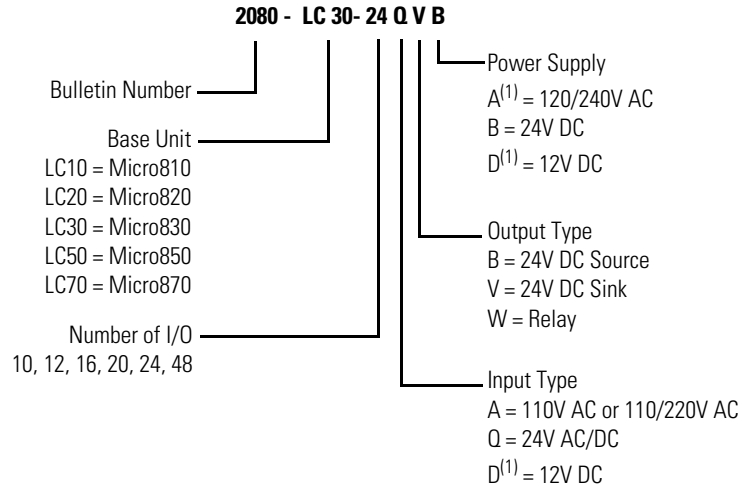 2080 - LC 30- 24 Q V B
Bulletin Number
Base Unit
LC10 = Micro810
LC20 = Micro820
LC30 = Micro830
LC50 = Micro850
LC70 = Micro870
Number of I/O
10, 12, 16, 20, 24, 48
Power Supply
A(1) = 120/240V AC
B = 24V DC
D(1) = 12V DC
Output Type
B = 24V DC Source
V = 24V DC Sink
W = Relay
Input Type
A = 110V AC or 110/220V AC
Q = 24V AC/DC
D(1) = 12V DC